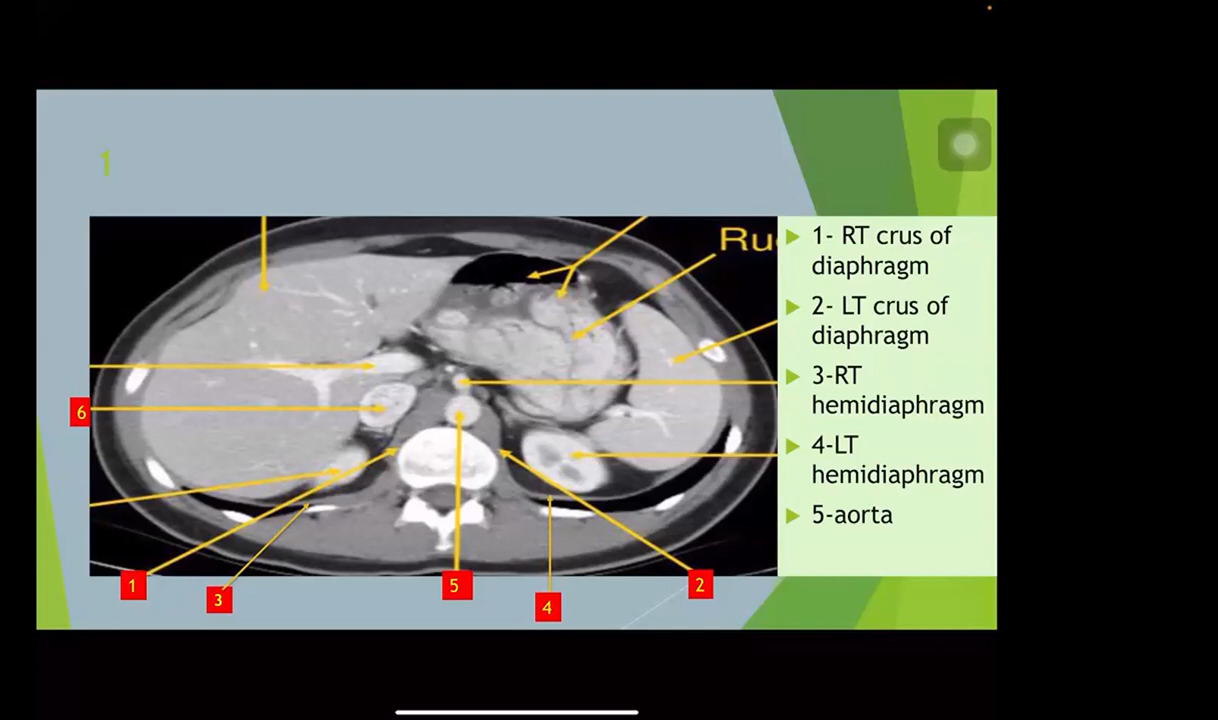 1
Ru
1- RT crus of
diaphragm
2- LT crus of
diaphragm
3-RT
hemidiaphragm
4-LT
hemidiaphragm
5-aorta
6
1
3
5
4
2